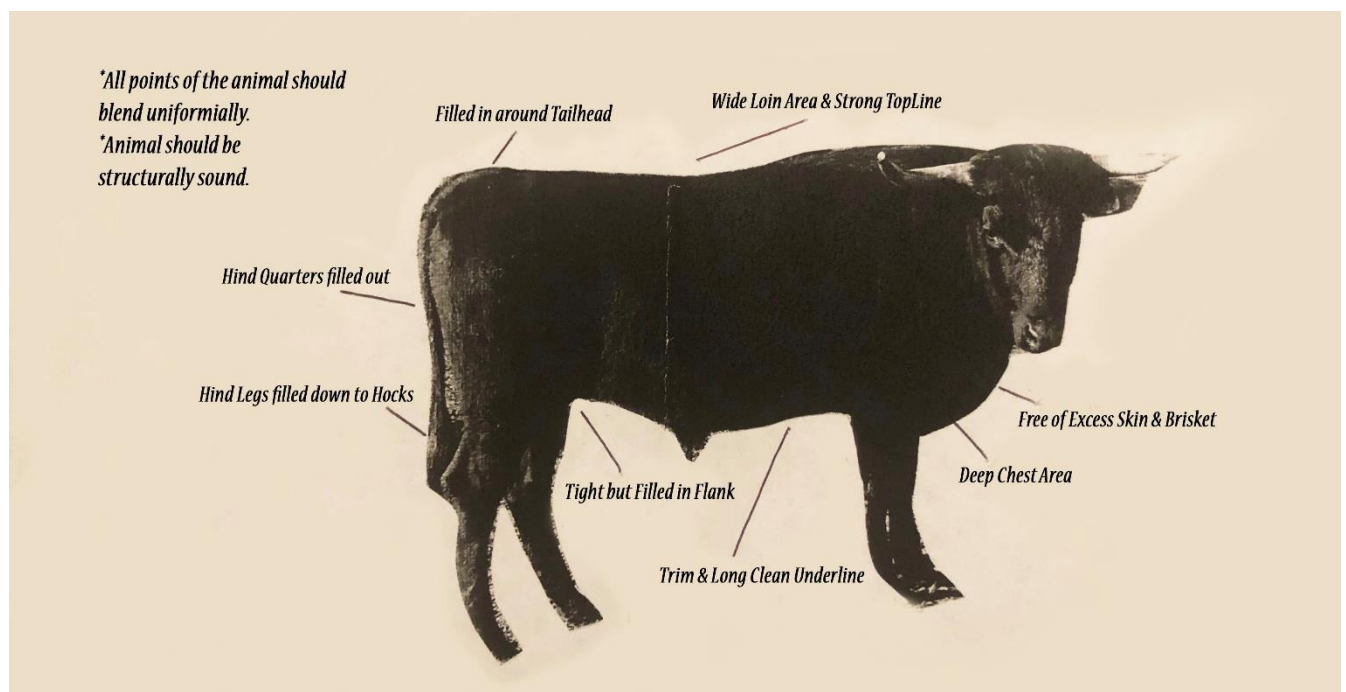 *All points of the animal should
blend uniformially.
*Animal should be
structurally sound.
Filled in around Tailhead
Wide Loin Area & Strong TopLine
Hind Quarters filled out
Hind Legs filled down to Hocks
Free of Excess Skin & Brisket
Deep Chest Area
Tight but Filled in Flank
Trim & Long Clean Underline